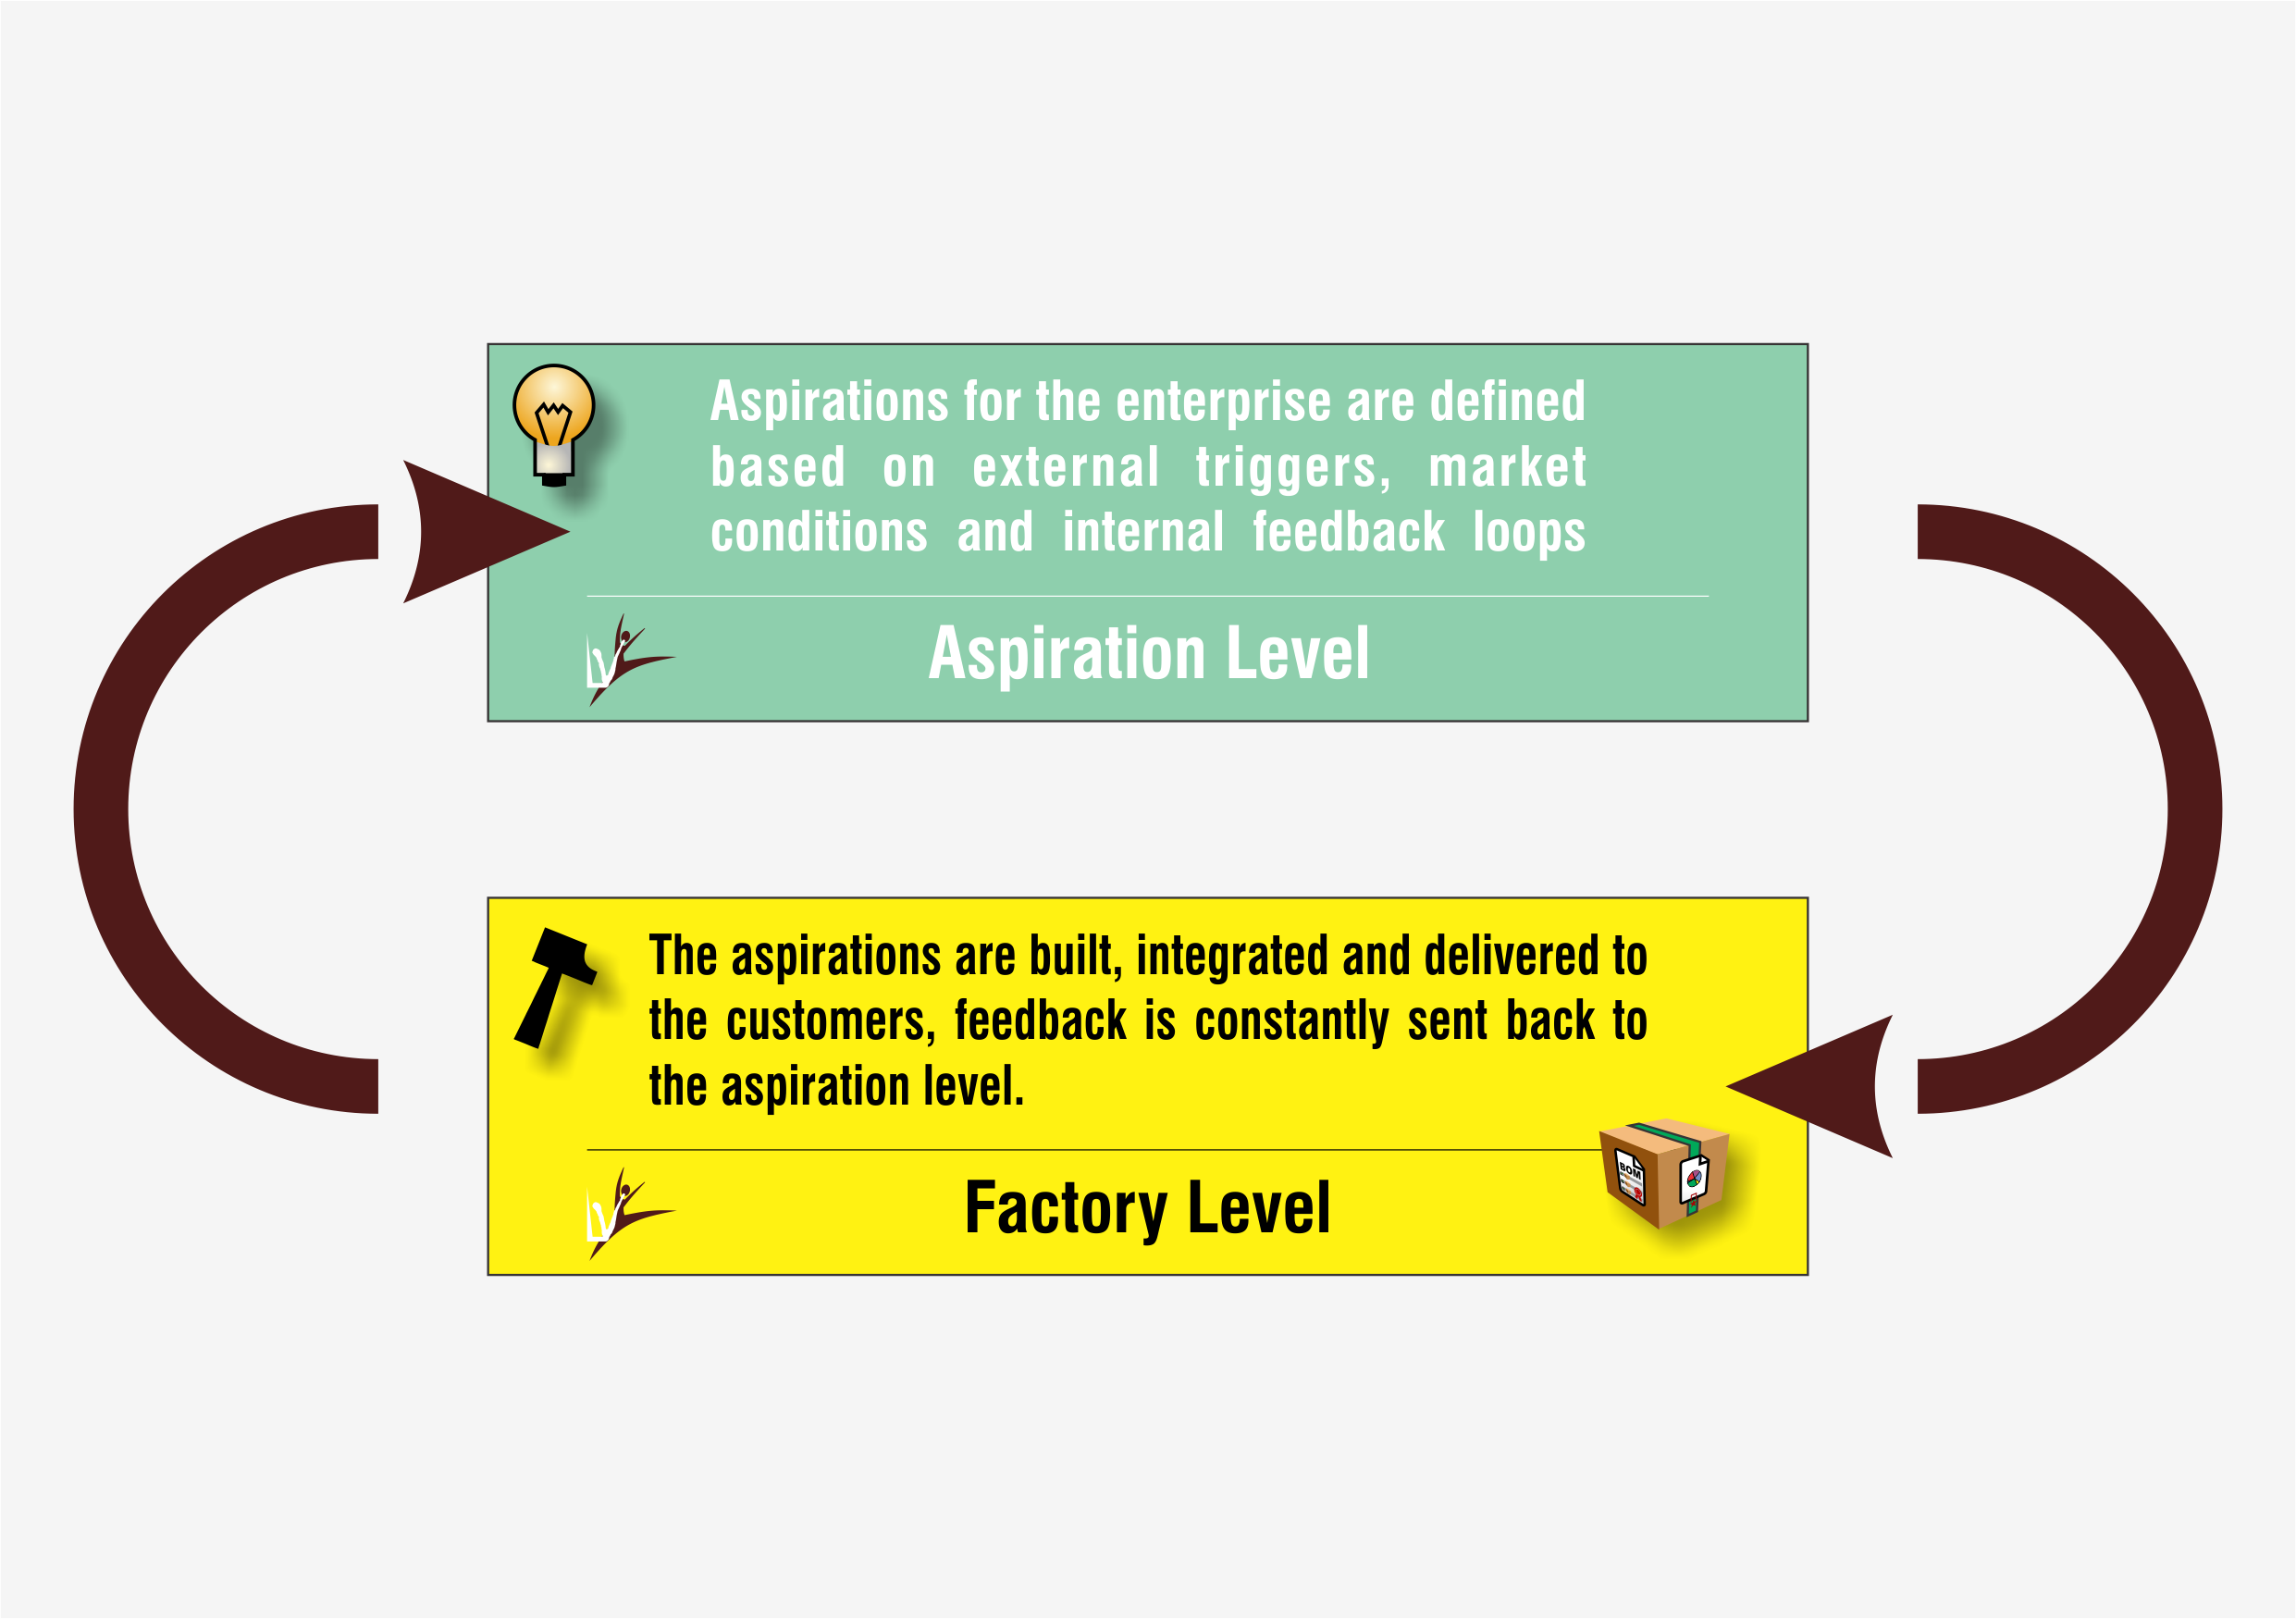 Aspirations for the enterprise are defined
based on external triggers, market
conditions and internal feedback loops
Aspiration Level
The aspirations are built, integrated and delivered to
the customers, feedback is constantly sent back to
the aspiration level.
BOM
Factory Level